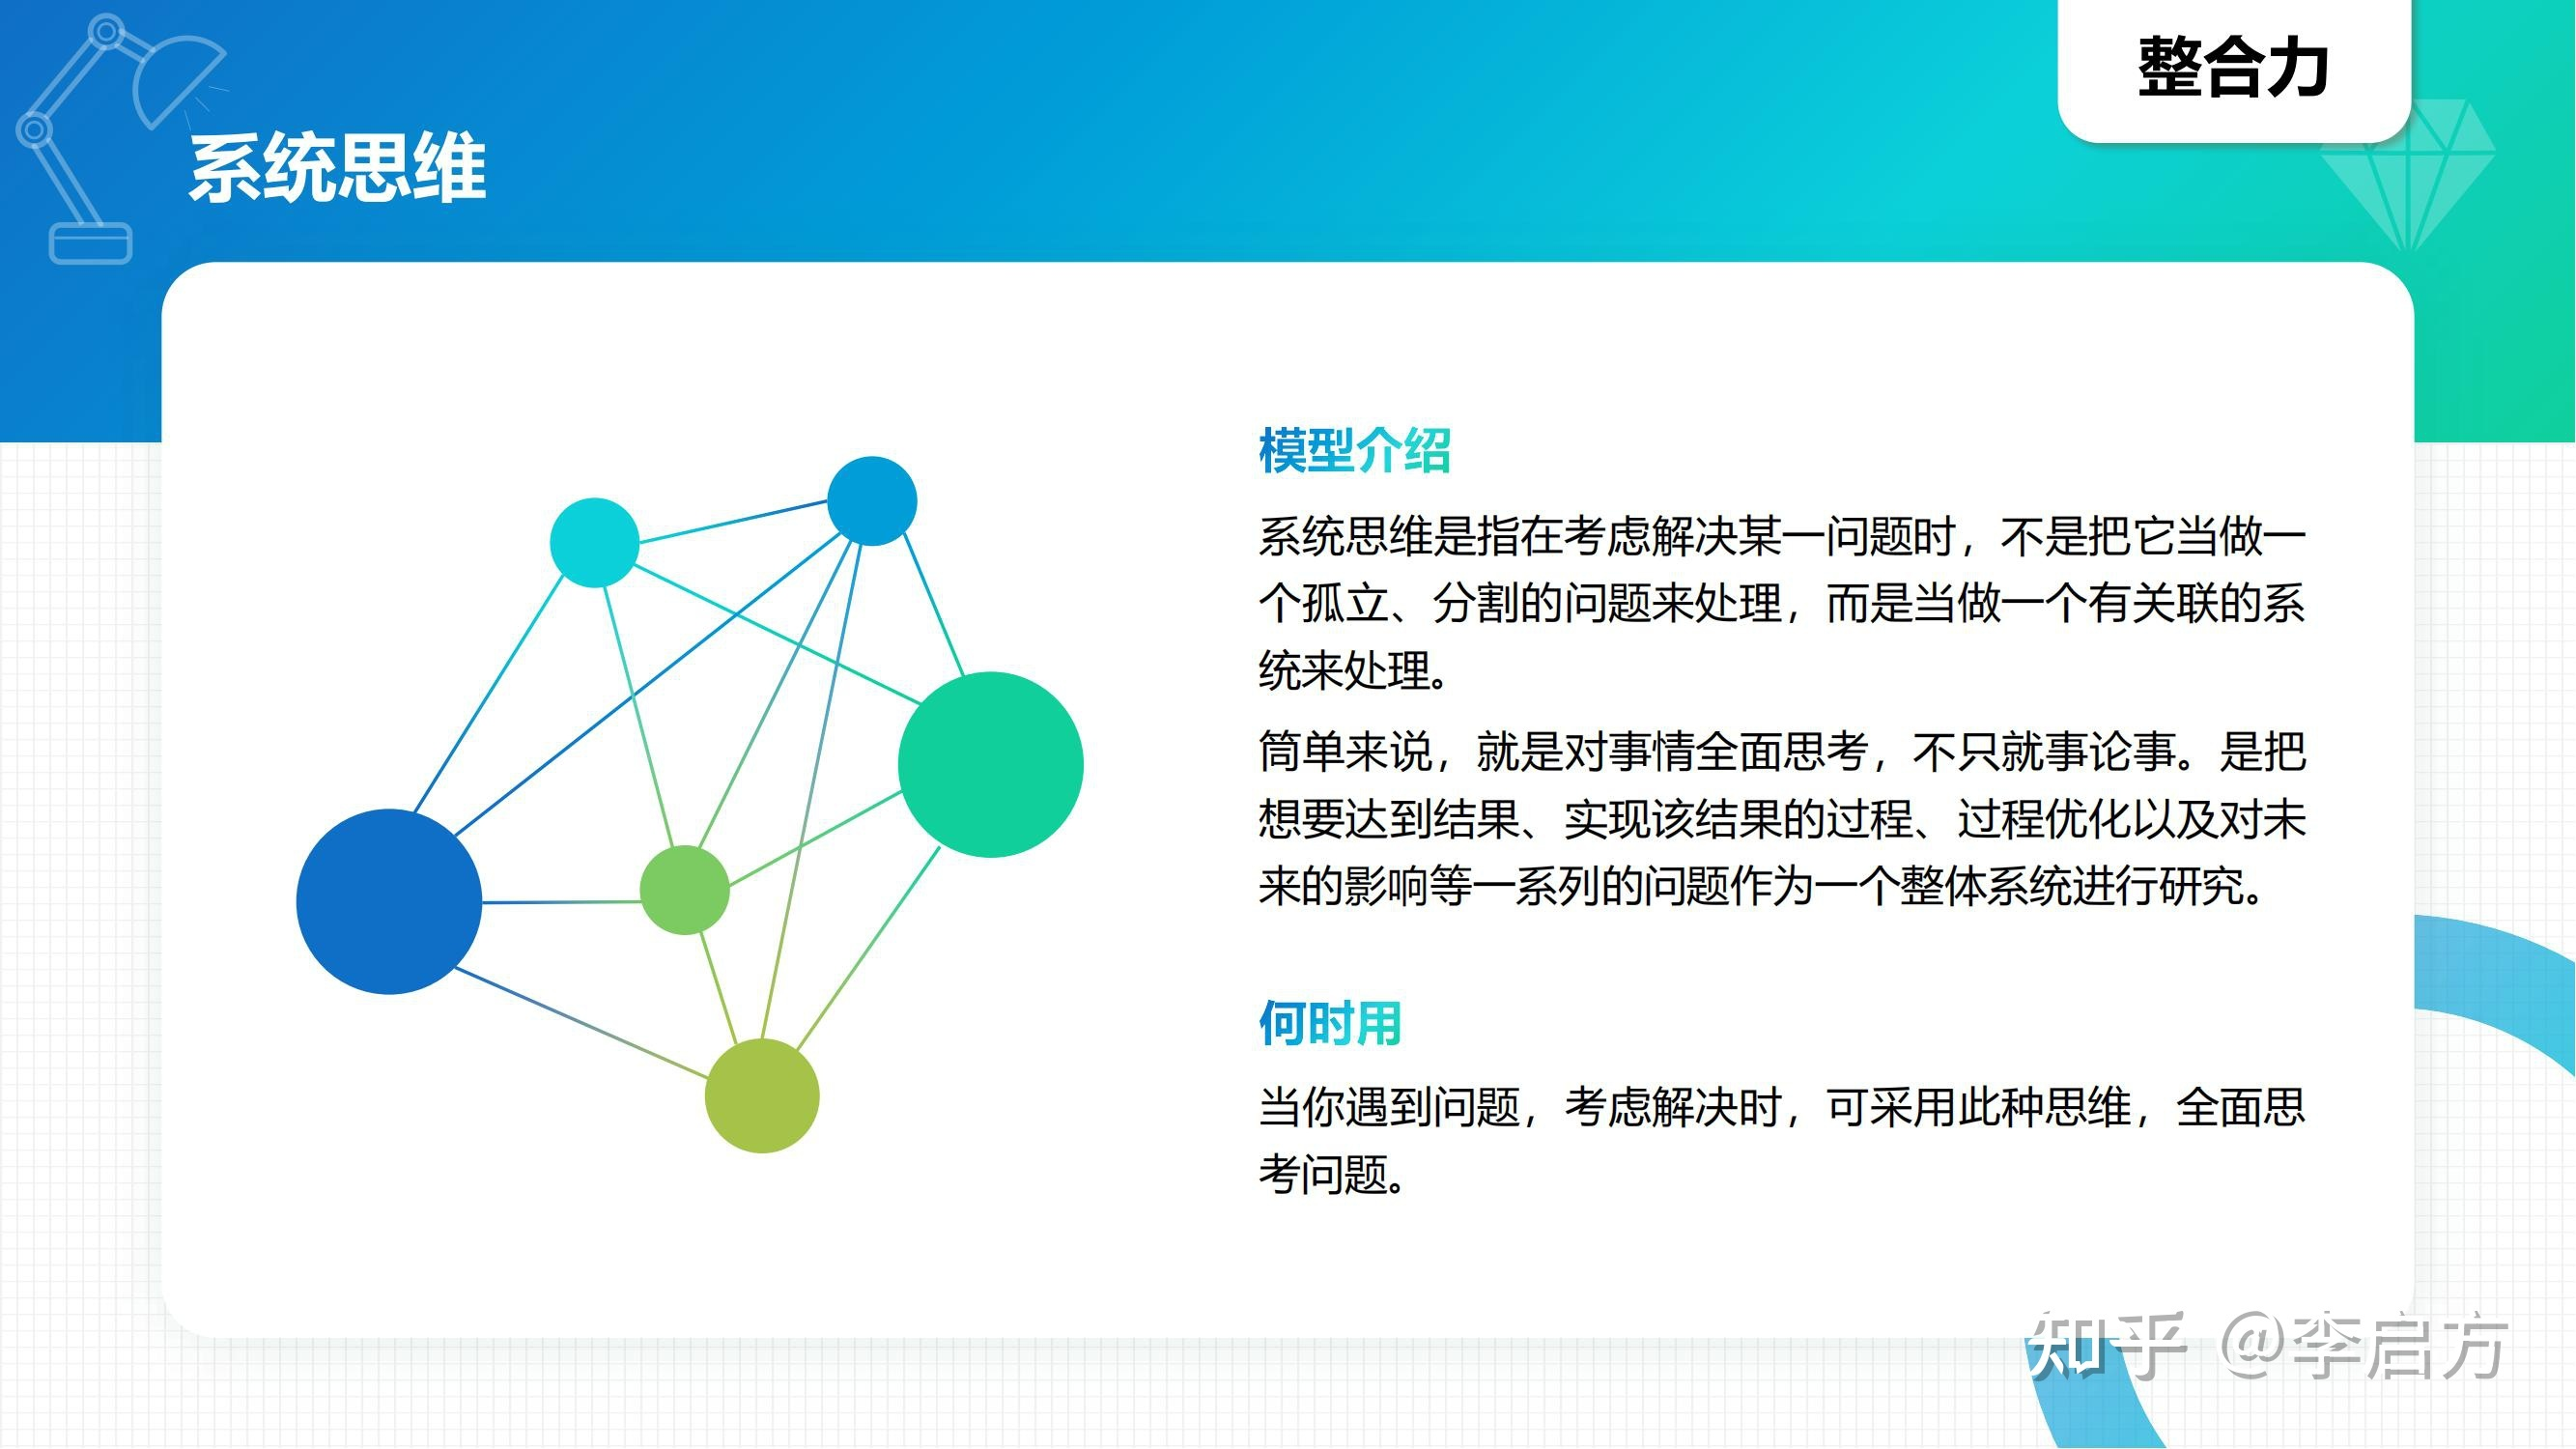 整合力
系统思维
模型介绍
系统思维是指在考虑解决某一问题时，不是把它当做一
个孤立、分割的问题来处理，而是当做一个有关联的系
统来处理。
简单来说，就是对事情全面思考，不只就事论事。是把
想要达到结果、实现该结果的过程、过程优化以及对未
来的影响等一系列的问题作为一个整体系统进行研究。
何时用
当你遇到问题，考虑解决时，可采用此种思维，全面思
考问题。
知乎 @李启方